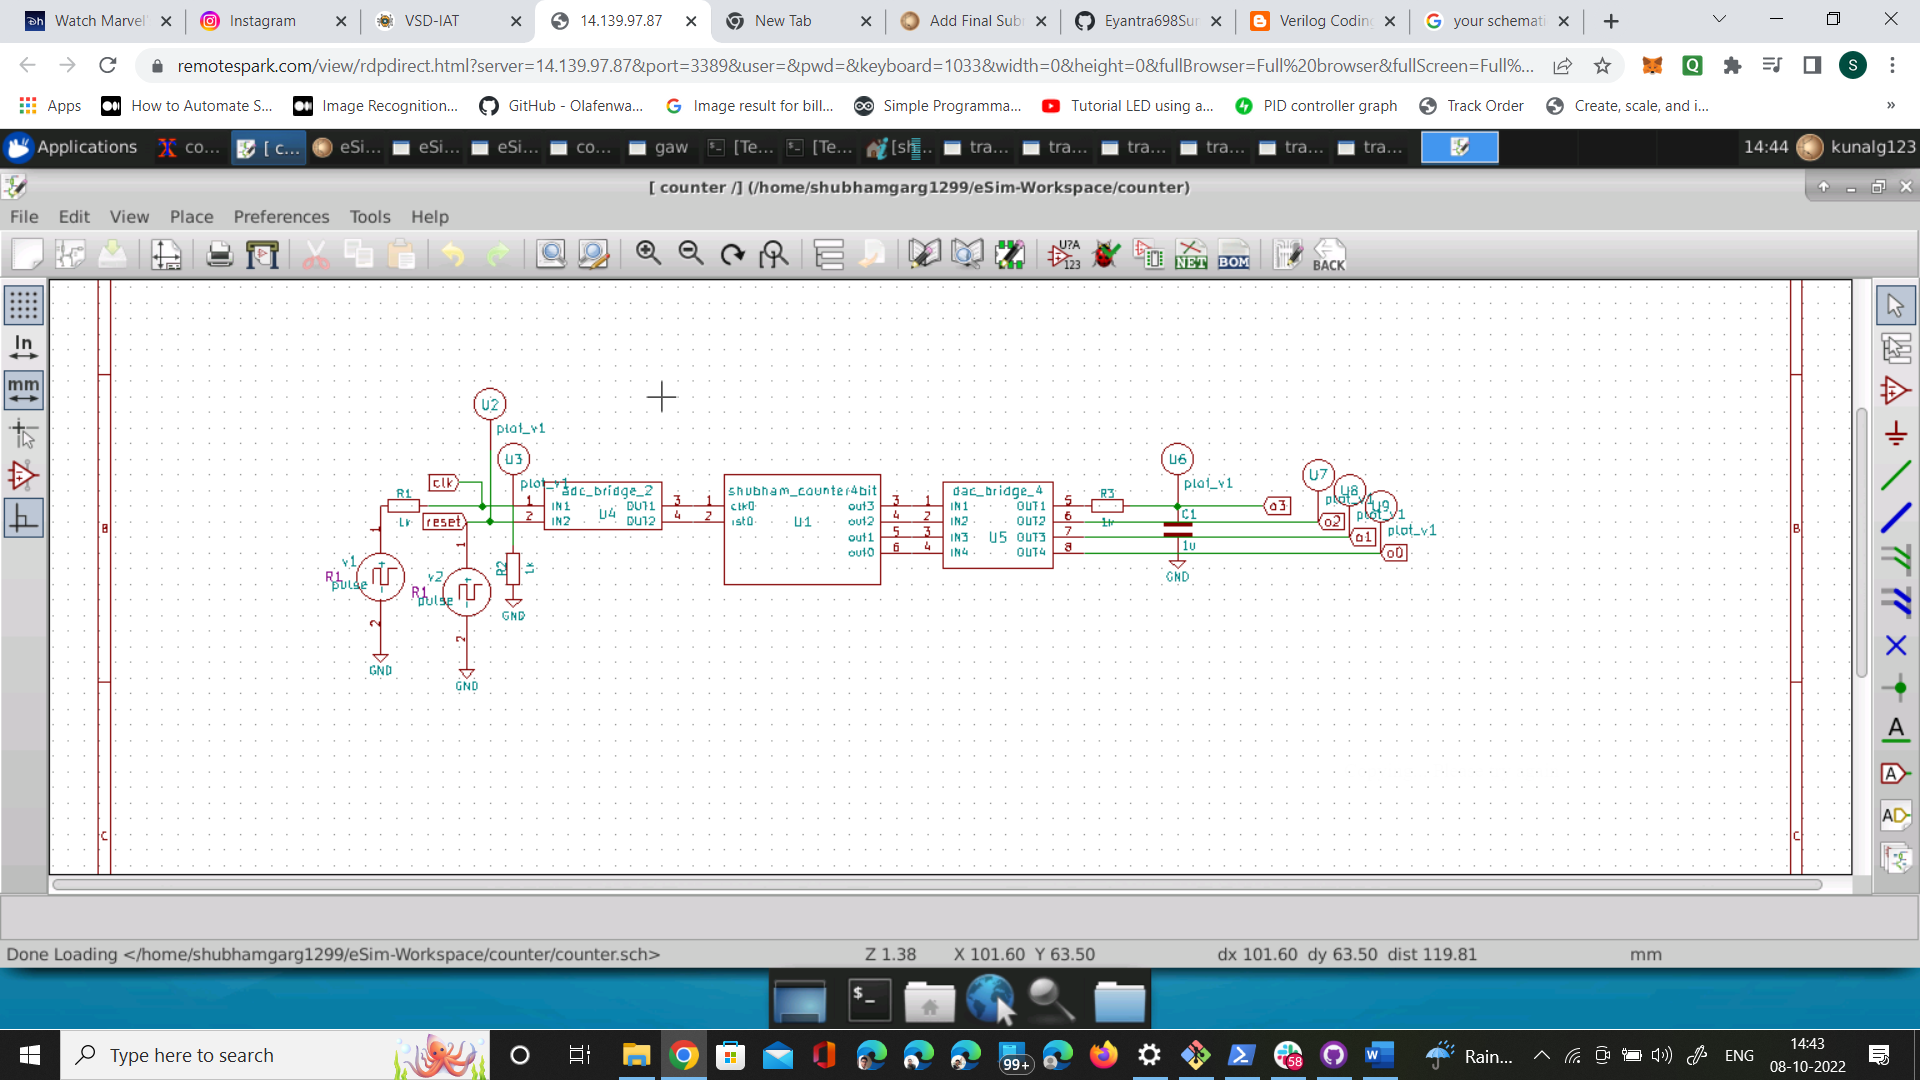 Watch Marvel'
Instagram
VSD-IAT
14.139.97.87
New Tab
Add Final Sub
Eyantra698Sur
Verilog Coding
your schemati
remotespark.com/view/rdpdirect.html?server=14.139.97.87&port=3389&user=&pwd=&keyboard=1033&width=0&height=0&fullBrowser=Full%20browser&fullScreen=Full%...
Apps
How to Automate S...
Image Recognition...
GitHub - Olafenwa...
Image result for bill...
Simple Programma...
Tutorial LED using a...
PID controller graph
Track Order
Create, scale, and i...
»
Applications
co...
[ c...
eSi...
eSi...
eSi...
co...
gaw
[Te...
[Te...
[sh...
tra...
tra...
tra...
tra...
tra...
tra...
14:44
kunalg123
[ counter /] (/home/shubhamgarg1299/eSim-Workspace/counter)
File Edit View Place Preferences Tools Help
U?A
123
NET
BOM
BACK
In
mm
B
C
B
C
A
A
AD
U2
plot_v1
U3
plot_v1
clk
R1
1k
reset
adc_bridge_2
1 IN1 OUT1 3
2 IN2 U4 OUT2 4
v1
R1
pulse
1
2
GND
v2
R1
pulse
1
2
GND
R2
1k
GND
shubham_counter4bit
1 clk0 out3 3
2 rst0 U1 out2 4
out1 5
out0 6
dac_bridge_4
1 IN1 OUT1 5
2 IN2 OUT2 6
3 IN3 U5 OUT3 7
4 IN4 OUT4 8
R3
1k
U6
plot_v1
C1
1u
GND
o3
U7
plot_v1
U8
plot_v1
U9
plot_v1
o2
o1
o0
Done Loading </home/shubhamgarg1299/eSim-Workspace/counter/counter.sch>
Z 1.38
X 101.60 Y 63.50
dx 101.60 dy 63.50 dist 119.81
mm
Type here to search
99+
58
Rain...
ENG
14:43
08-10-2022